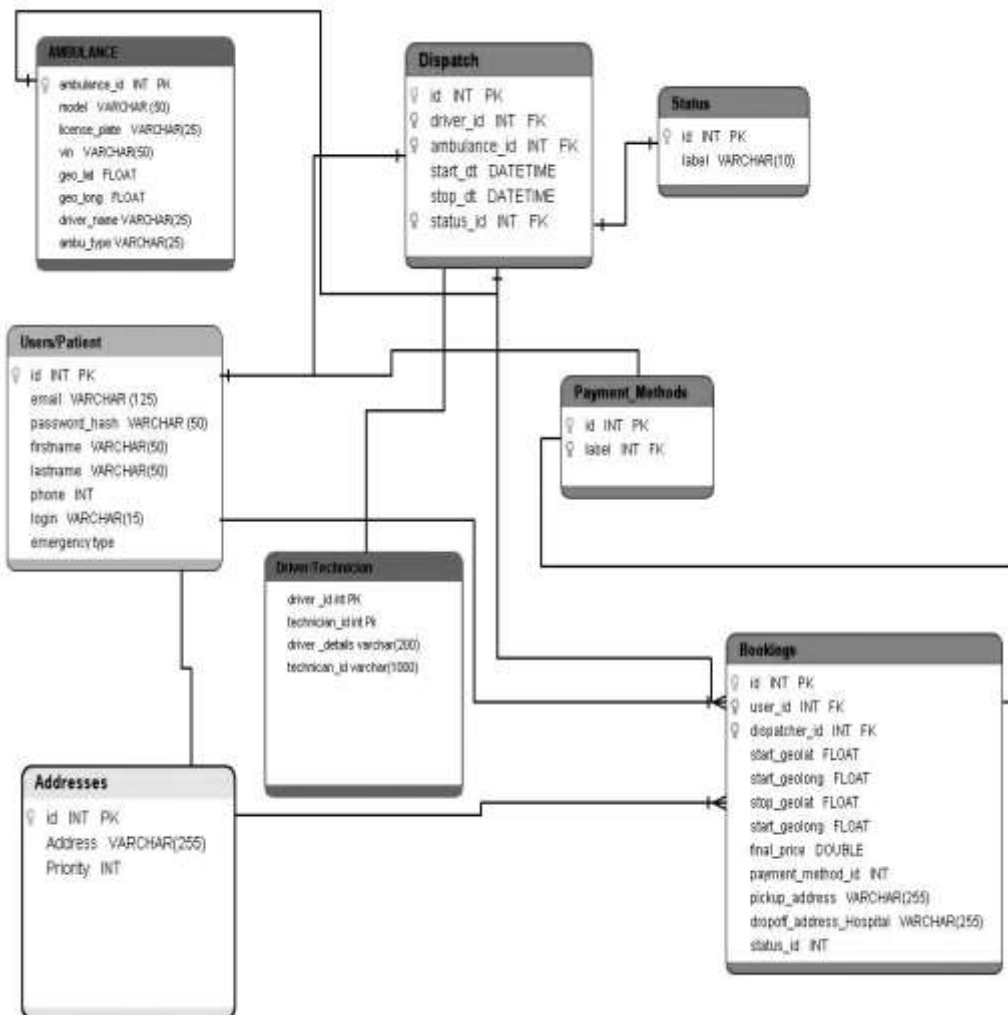 AMBULANCE
ambulance_id INT PK
model VARCHAR (50)
licence_plate VARCHAR(25)
vin VARCHAR(50)
geo_lat FLOAT
geo_long FLOAT
driver_name VARCHAR(25)
ambu_type VARCHAR(25)
Dispatch
id INT PK
driver_id INT FK
ambulance_id INT FK
start_dt DATETIME
stop_dt DATETIME
status_id INT FK
Status
id INT PK
label VARCHAR(10)
Users/Patient
id INT PK
email VARCHAR (125)
password_hash VARCHAR (50)
firstname VARCHAR(50)
lastname VARCHAR(50)
phone INT
login VARCHAR(15)
emergency type
Payment_Methods
id INT PK
label INT FK
Driver/Technician
driver _id int PK
technician_id int Pk
driver _details varchar(200)
technican_id varchar(1000)
Addresses
id INT PK
Address VARCHAR(255)
Priority INT
Bookings
id INT PK
user_id INT FK
dispatcher_id INT FK
start_geolat FLOAT
start_geolong FLOAT
stop_geolat FLOAT
start_geolong FLOAT
final_price DOUBLE
payment_method_id INT
pickup_address VARCHAR(255)
dropoff_address_Hospital VARCHAR(255)
status_id INT